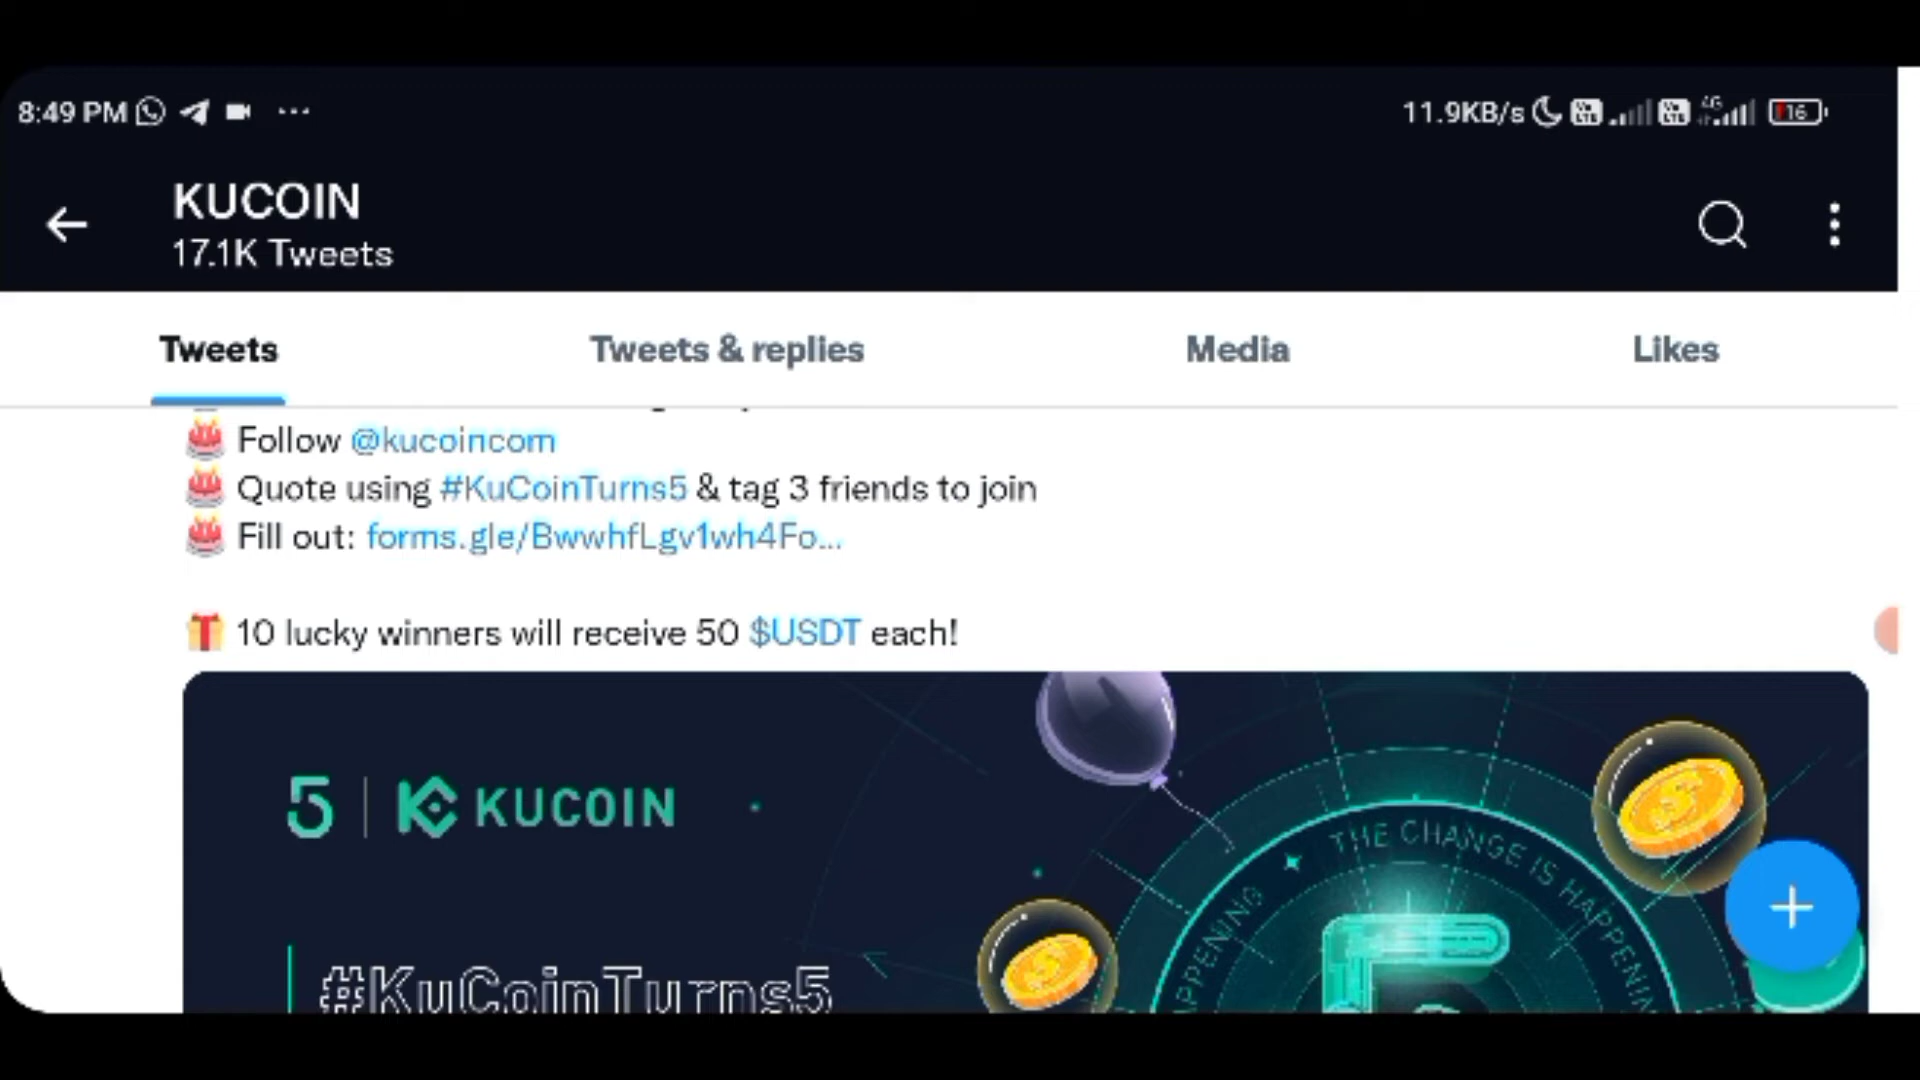 8:49 PM
11.9KB/s
4G
16
KUCOIN
17.1K Tweets
Tweets
Tweets & replies
Media
Likes
Follow @kucoincom
Quote using #KuCoinTurns5 & tag 3 friends to join
Fill out: forms.gle/BwwhfLgv1wh4Fo...
10 lucky winners will receive 50 $USDT each!
5 | KUCOIN
THE CHANGE IS HAPPENING
#KuCoinTurns5